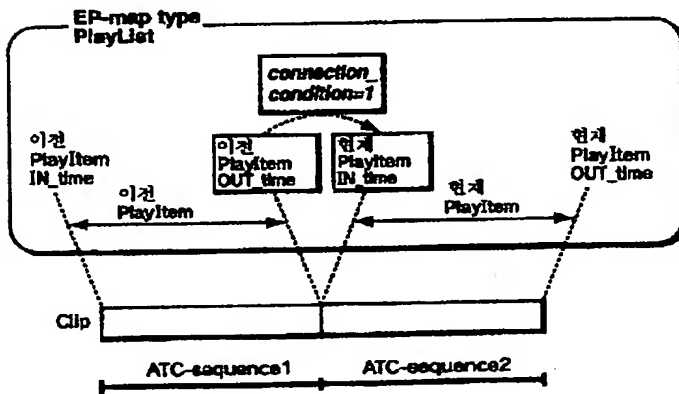 EP-map type
PlayList
connection_
condition=1
이전
PlayItem
IN_time
이전
PlayItem
OUT_time
현재
PlayItem
IN_time
현재
PlayItem
OUT_time
이전
PlayItem
현재
PlayItem
Clip
ATC-sequence1
ATC-sequence2